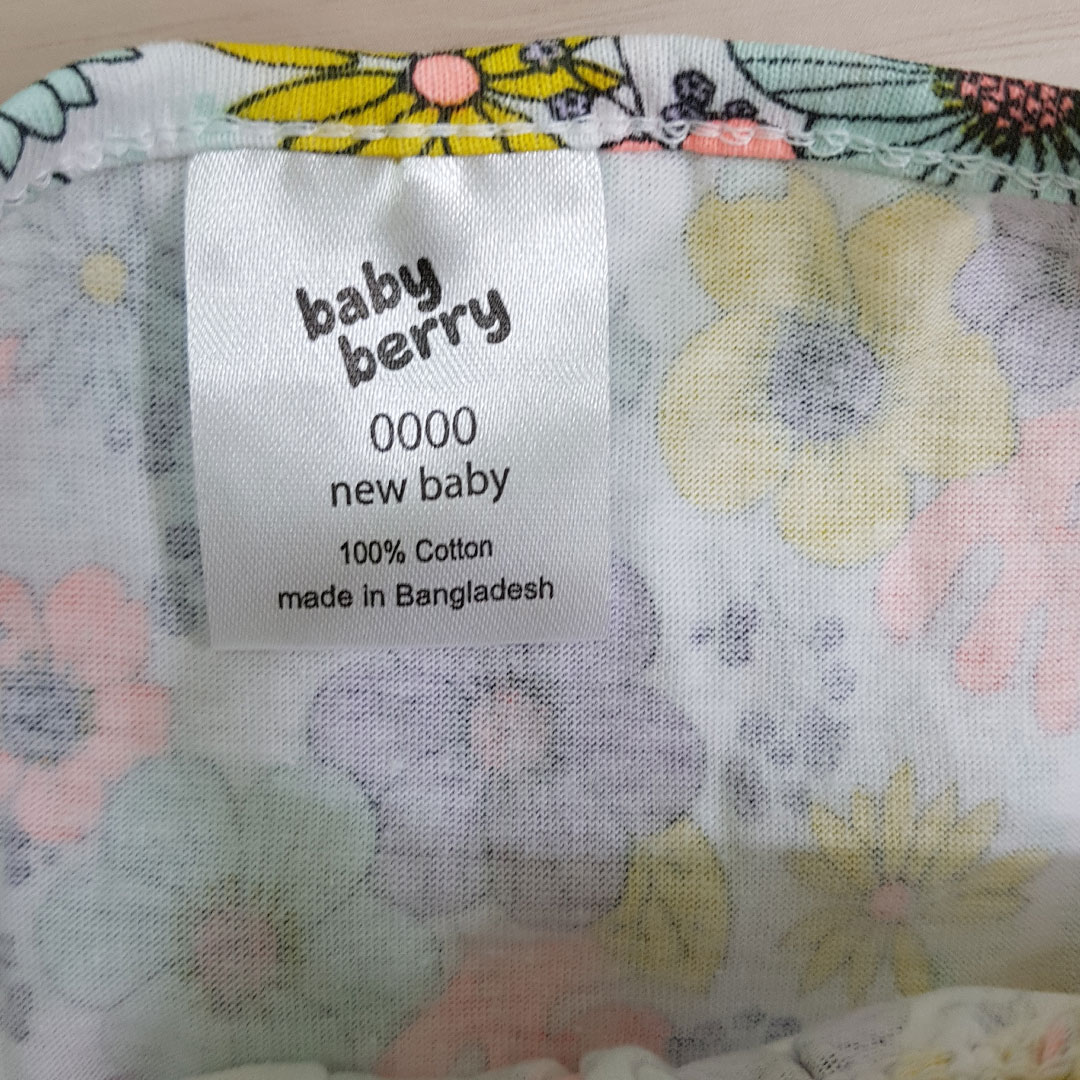 baby
berry
0000
new baby
100% Cotton
made in Bangladesh